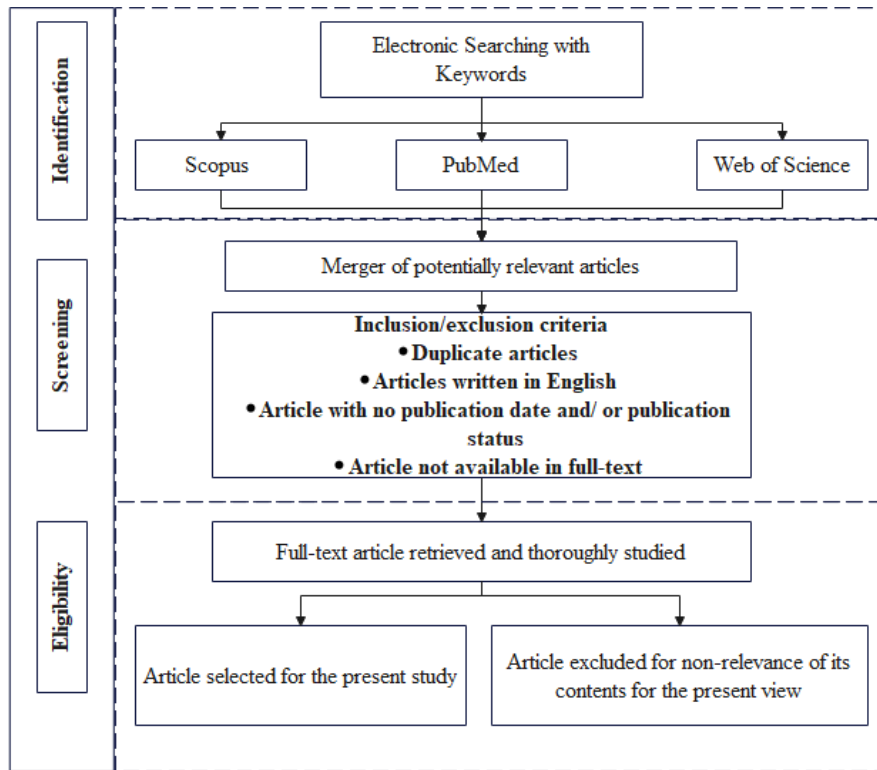 Identification
Electronic Searching with
Keywords
Scopus
PubMed
Web of Science
Screening
Merger of potentially relevant articles
Inclusion/exclusion criteria
● Duplicate articles
● Articles written in English
● Article with no publication date and/ or publication
status
● Article not available in full-text
Eligibility
Full-text article retrieved and thoroughly studied
Article selected for the present study
Article excluded for non-relevance of its
contents for the present view